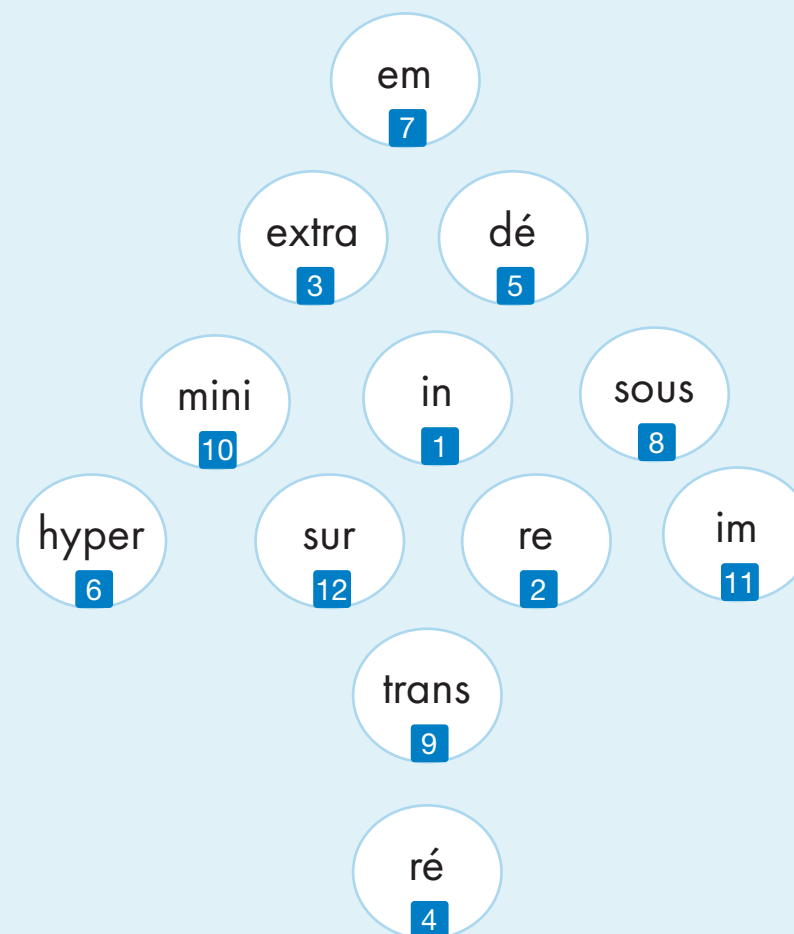 em
7
extra dé
3 5
mini in sous
10 1 8
hyper sur re im
6 12 2 11
trans
9
ré
4